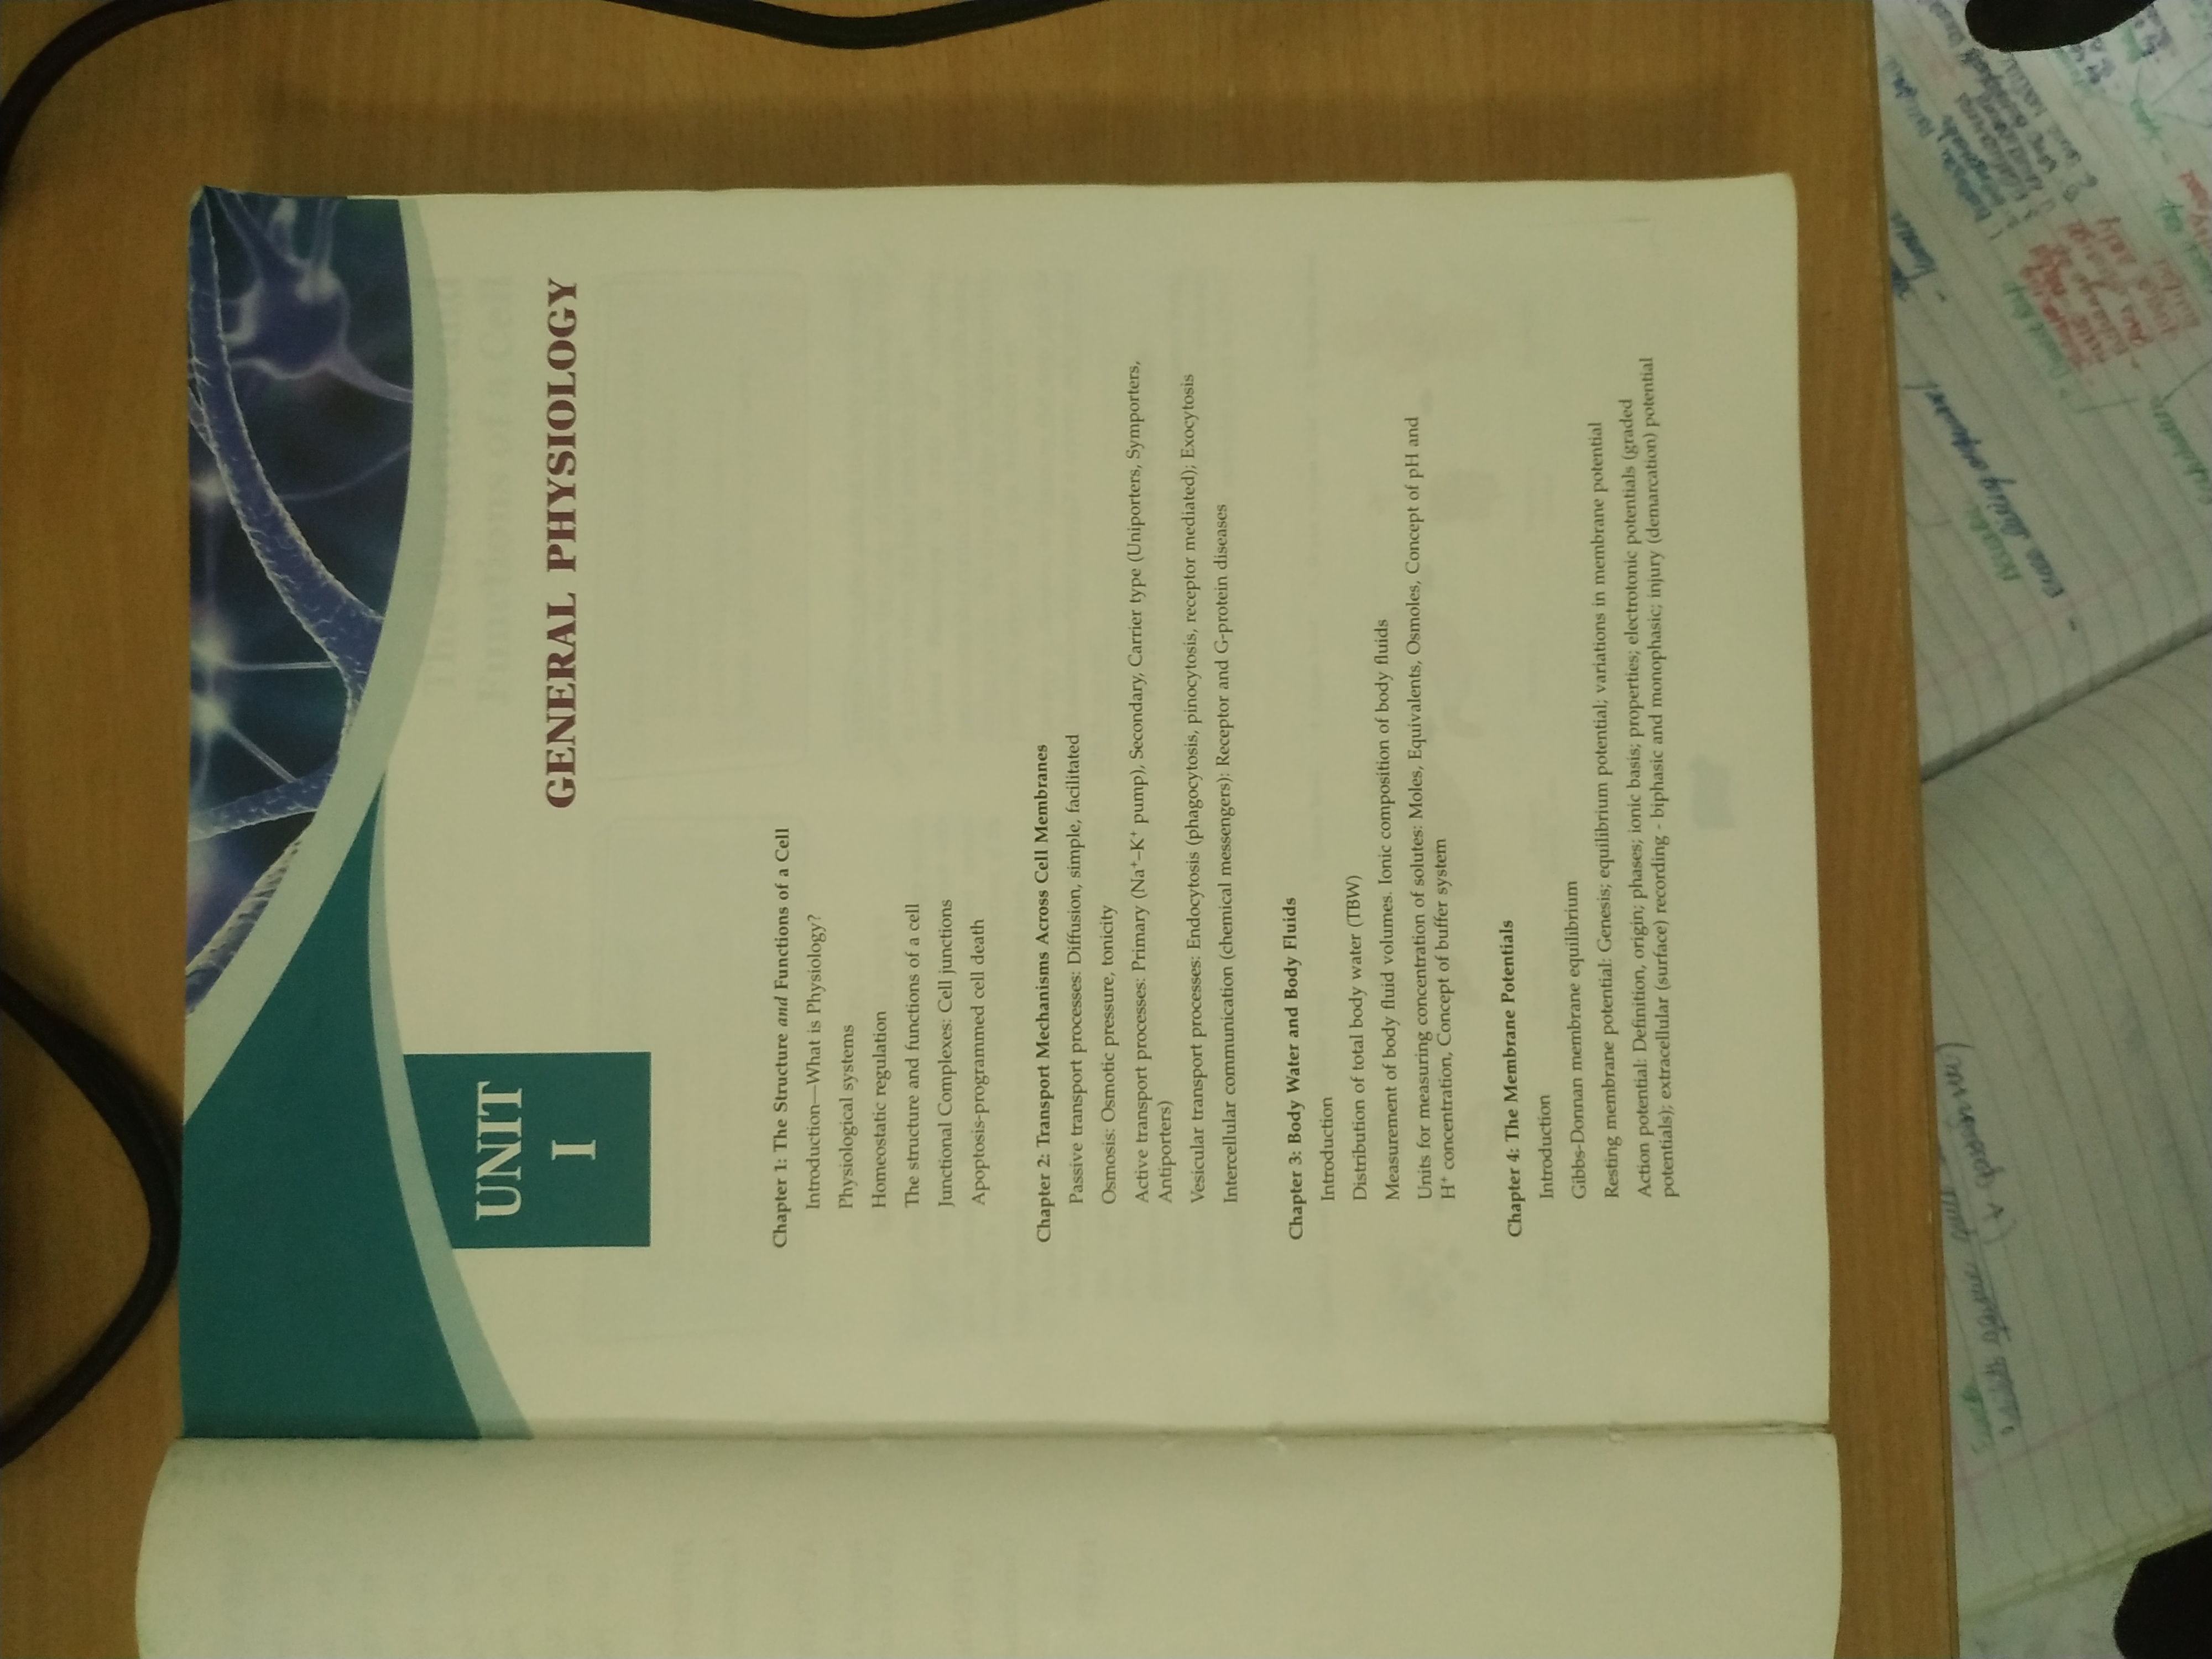 UNIT
I
GENERAL PHYSIOLOGY
Chapter 1: The Structure and Functions of a Cell
Introduction—What is Physiology?
Physiological systems
Homeostatic regulation
The structure and functions of a cell
Junctional Complexes: Cell junctions
Apoptosis-programmed cell death
Chapter 2: Transport Mechanisms Across Cell Membranes
Passive transport processes: Diffusion, simple, facilitated
Osmosis: Osmotic pressure, tonicity
Active transport processes: Primary (Na⁺–K⁺ pump), Secondary, Carrier type (Uniporters, Symporters,
Antiporters)
Vesicular transport processes: Endocytosis (phagocytosis, pinocytosis, receptor mediated); Exocytosis
Intercellular communication (chemical messengers): Receptor and G-protein diseases
Chapter 3: Body Water and Body Fluids
Introduction
Distribution of total body water (TBW)
Measurement of body fluid volumes. Ionic composition of body fluids
Units for measuring concentration of solutes: Moles, Equivalents, Osmoles, Concept of pH and
H⁺ concentration, Concept of buffer system
Chapter 4: The Membrane Potentials
Introduction
Gibbs-Donnan membrane equilibrium
Resting membrane potential: Genesis; equilibrium potential; variations in membrane potential
Action potential: Definition, origin; phases; ionic basis; properties; electrotonic potentials (graded
potentials); extracellular (surface) recording - biphasic and monophasic; injury (demarcation) potential